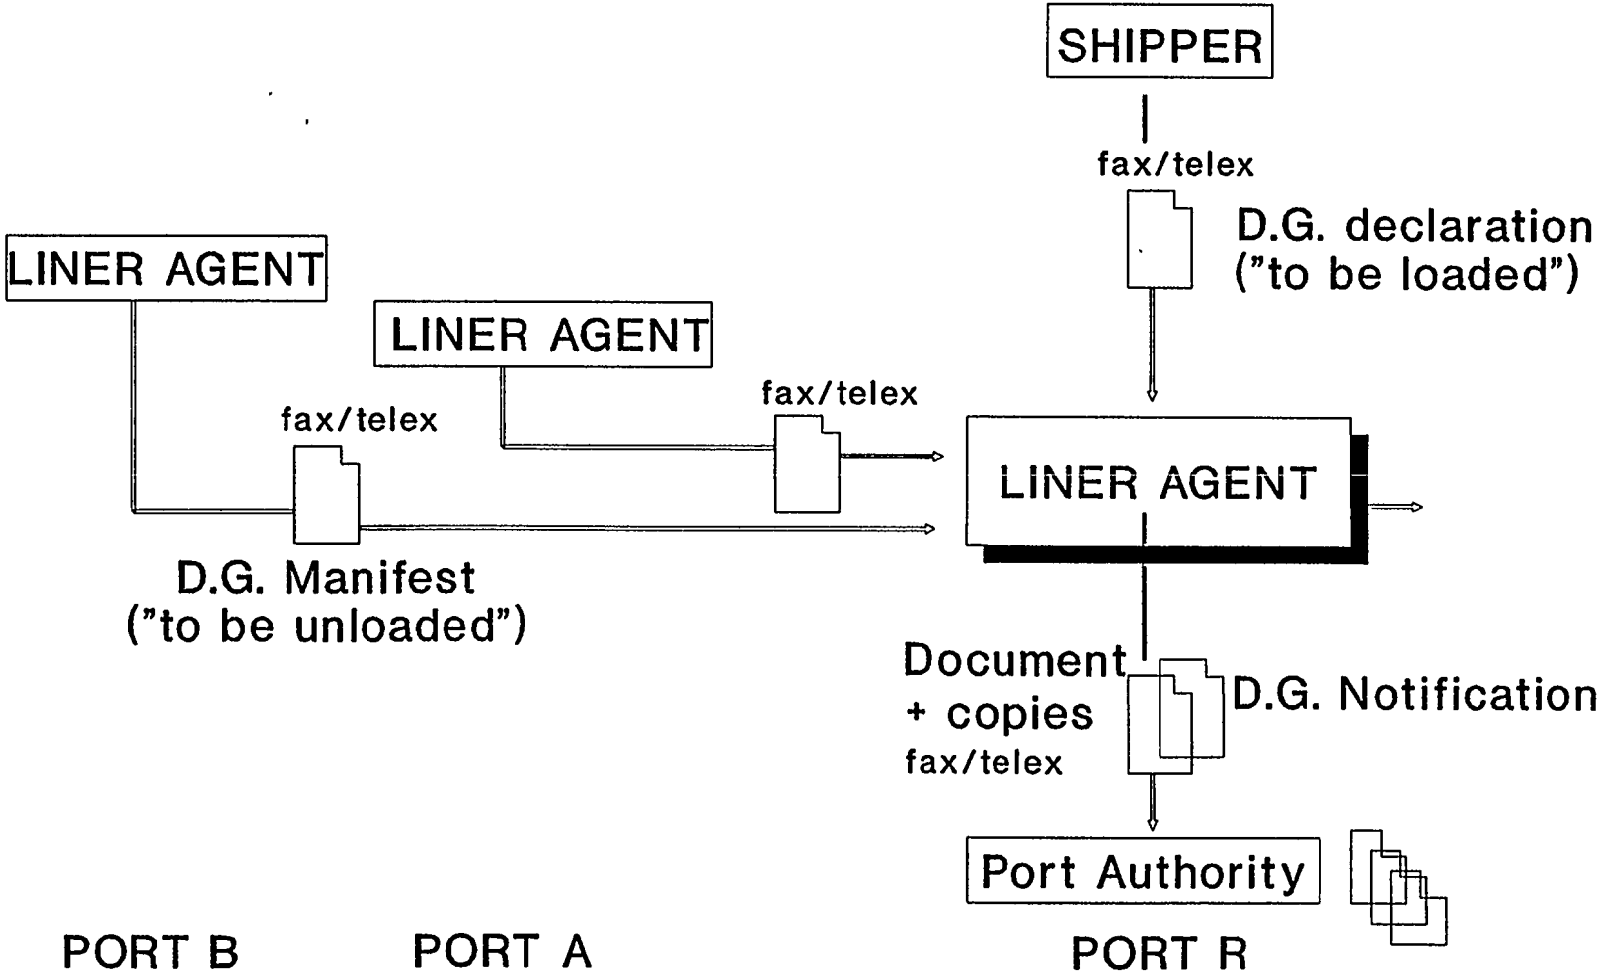 SHIPPER
fax/telex
D.G. declaration
("to be loaded")
LINER AGENT
LINER AGENT
fax/telex
fax/telex
LINER AGENT
D.G. Manifest
("to be unloaded")
Document
+ copies
fax/telex
D.G. Notification
Port Authority
PORT B
PORT A
PORT R